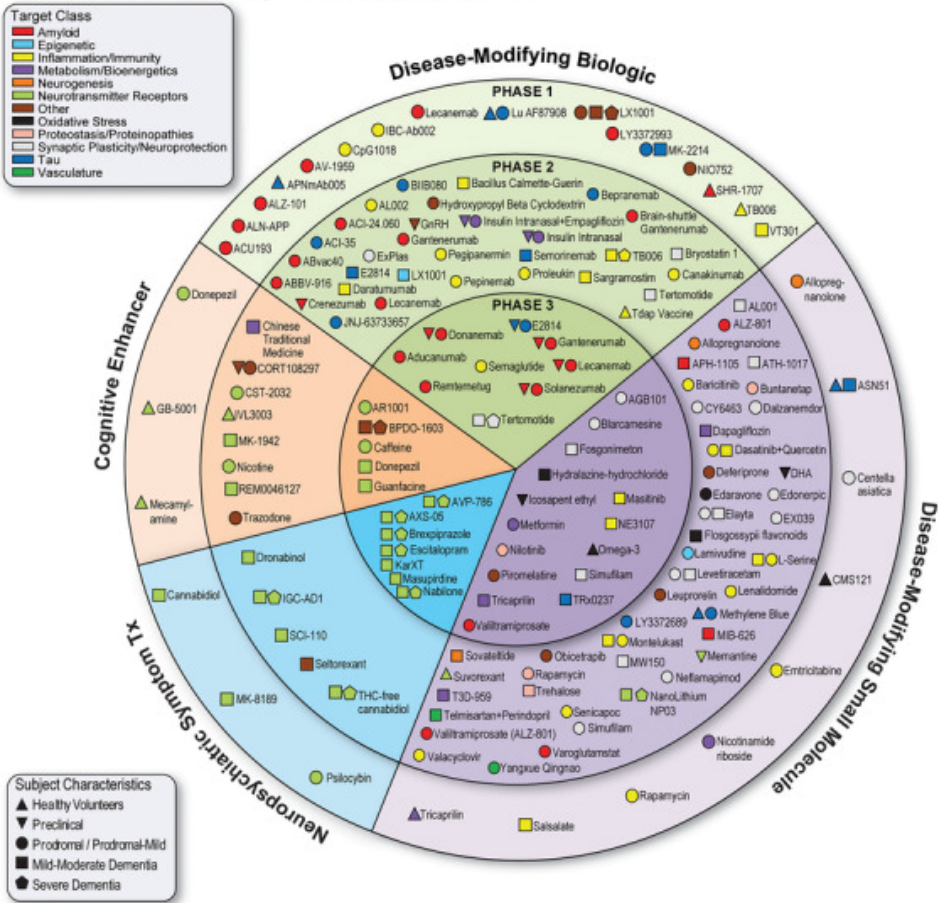 Target Class
Amyloid
Epigenetic
Inflammation/Immunity
Metabolism/Bioenergetics
Neurogenesis
Neurotransmitter Receptors
Other
Oxidative Stress
Proteostasis/Proteinopathies
Synaptic Plasticity/Neuroprotection
Tau
Vasculature
Disease-Modifying Biologic
PHASE 1
Lecanemab
Lu AF87908
LX1001
IBC-Ab002
LY3372993
CpG1018
MK-2214
AV-1959
NIO752
APNmAb005
SHR-1707
ALZ-101
TB006
ALN-APP
VT301
ACU193
PHASE 2
BIIB080
Bacillus Calmette-Guerin
Bepranemab
AL002
Hydroxypropyl Beta Cyclodextrin
ACI-24.060
GnRH
Insulin Intranasal+Empagliflozin
Brain-shuttle
Gantenerumab
ACI-35
Gantenerumab
Insulin Intranasal
ABvac40
ExPlas
Pegipanermin
Semorinemab
TB006
Bryostatin 1
E2814
LX1001
Proleukin
Canakinumab
ABBV-916
Daratumumab
Pepinemab
Sargramostim
Crenezumab
Lecanemab
Tertomotide
JNJ-63733657
Tdap Vaccine
PHASE 3
Donanemab
E2814
Gantenerumab
Aducanumab
Semaglutide
Lecanemab
Remternetug
Solanezumab
Tertomotide
Cognitive Enhancer
Donepezil
GB-5001
Mecamyl-
amine
Chinese
Traditional
Medicine
CORT108297
CST-2032
JVL3003
MK-1942
Nicotine
REM0046127
Trazodone
AR1001
BPDO-1603
Caffeine
Donepezil
Guanfacine
Neuropsychiatric Symptom Tx
AVP-786
AXS-05
Brexpiprazole
Escitalopram
KarXT
Masupirdine
Nabilone
Dronabinol
IGC-AD1
SCI-110
Seltorexant
THC-free
cannabidiol
Cannabidiol
MK-8189
Psilocybin
Disease-Modifying Small Molecule
AGB101
Blarcamesine
Fosgonimeton
Hydralazine-hydrochloride
Icosapent ethyl
Masitinib
Metformin
NE3107
Nilotinib
Omega-3
Piromelatine
Simufilam
Tricaprilin
TRx0237
Valiltramiprosate
AL001
ALZ-801
Allopregnanolone
APH-1105
ATH-1017
Baricitinib
Buntanetap
CY6463
Dalzanemdor
Dapagliflozin
Dasatinib+Quercetin
Deferiprone
DHA
Edaravone
Edonerpic
Elayta
EX039
Flosgossypii flavonoids
Lamivudine
L-Serine
Levetiracetam
Leuprorelin
Lenalidomide
LY3372689
Methylene Blue
MIB-626
Montelukast
Memantine
Sovateltide
Obicetrapib
MW150
Neflamapimod
Suvorexant
Rapamycin
T3D-959
Trehalose
NanoLithium
NP03
Telmisartan+Perindopril
Senicapoc
Simufilam
Valiltramiprosate (ALZ-801)
Valacyclovir
Varoglutamstat
Yangxue Qingnao
Allopreg-
nanolone
ASN51
Centella
asiatica
CMS121
Emtricitabine
Nicotinamide
riboside
Rapamycin
Salsalate
Tricaprilin
Subject Characteristics
Healthy Volunteers
Preclinical
Prodromal / Prodromal-Mild
Mild-Moderate Dementia
Severe Dementia